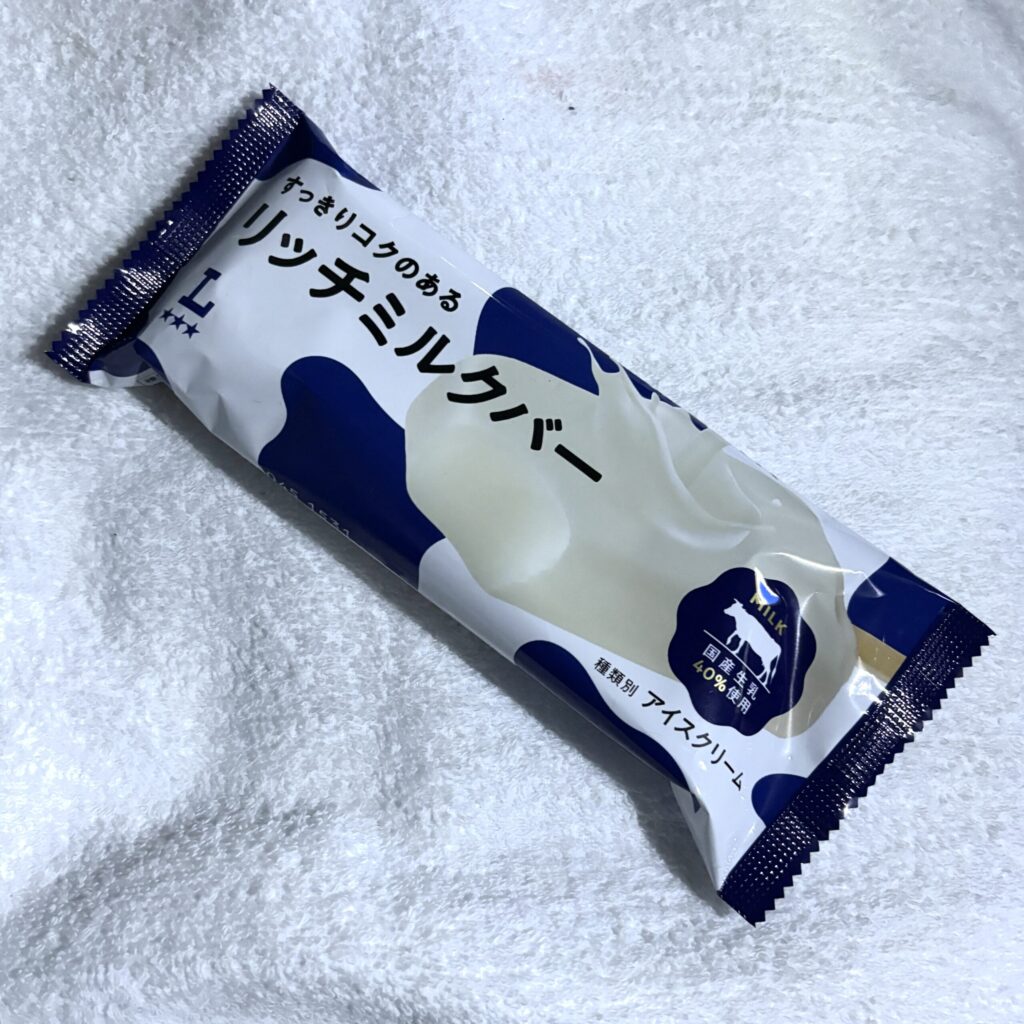 すっきりコクのある
リッチミルクバー
L
MILK
国産生乳
40%使用
種類別 アイスクリーム